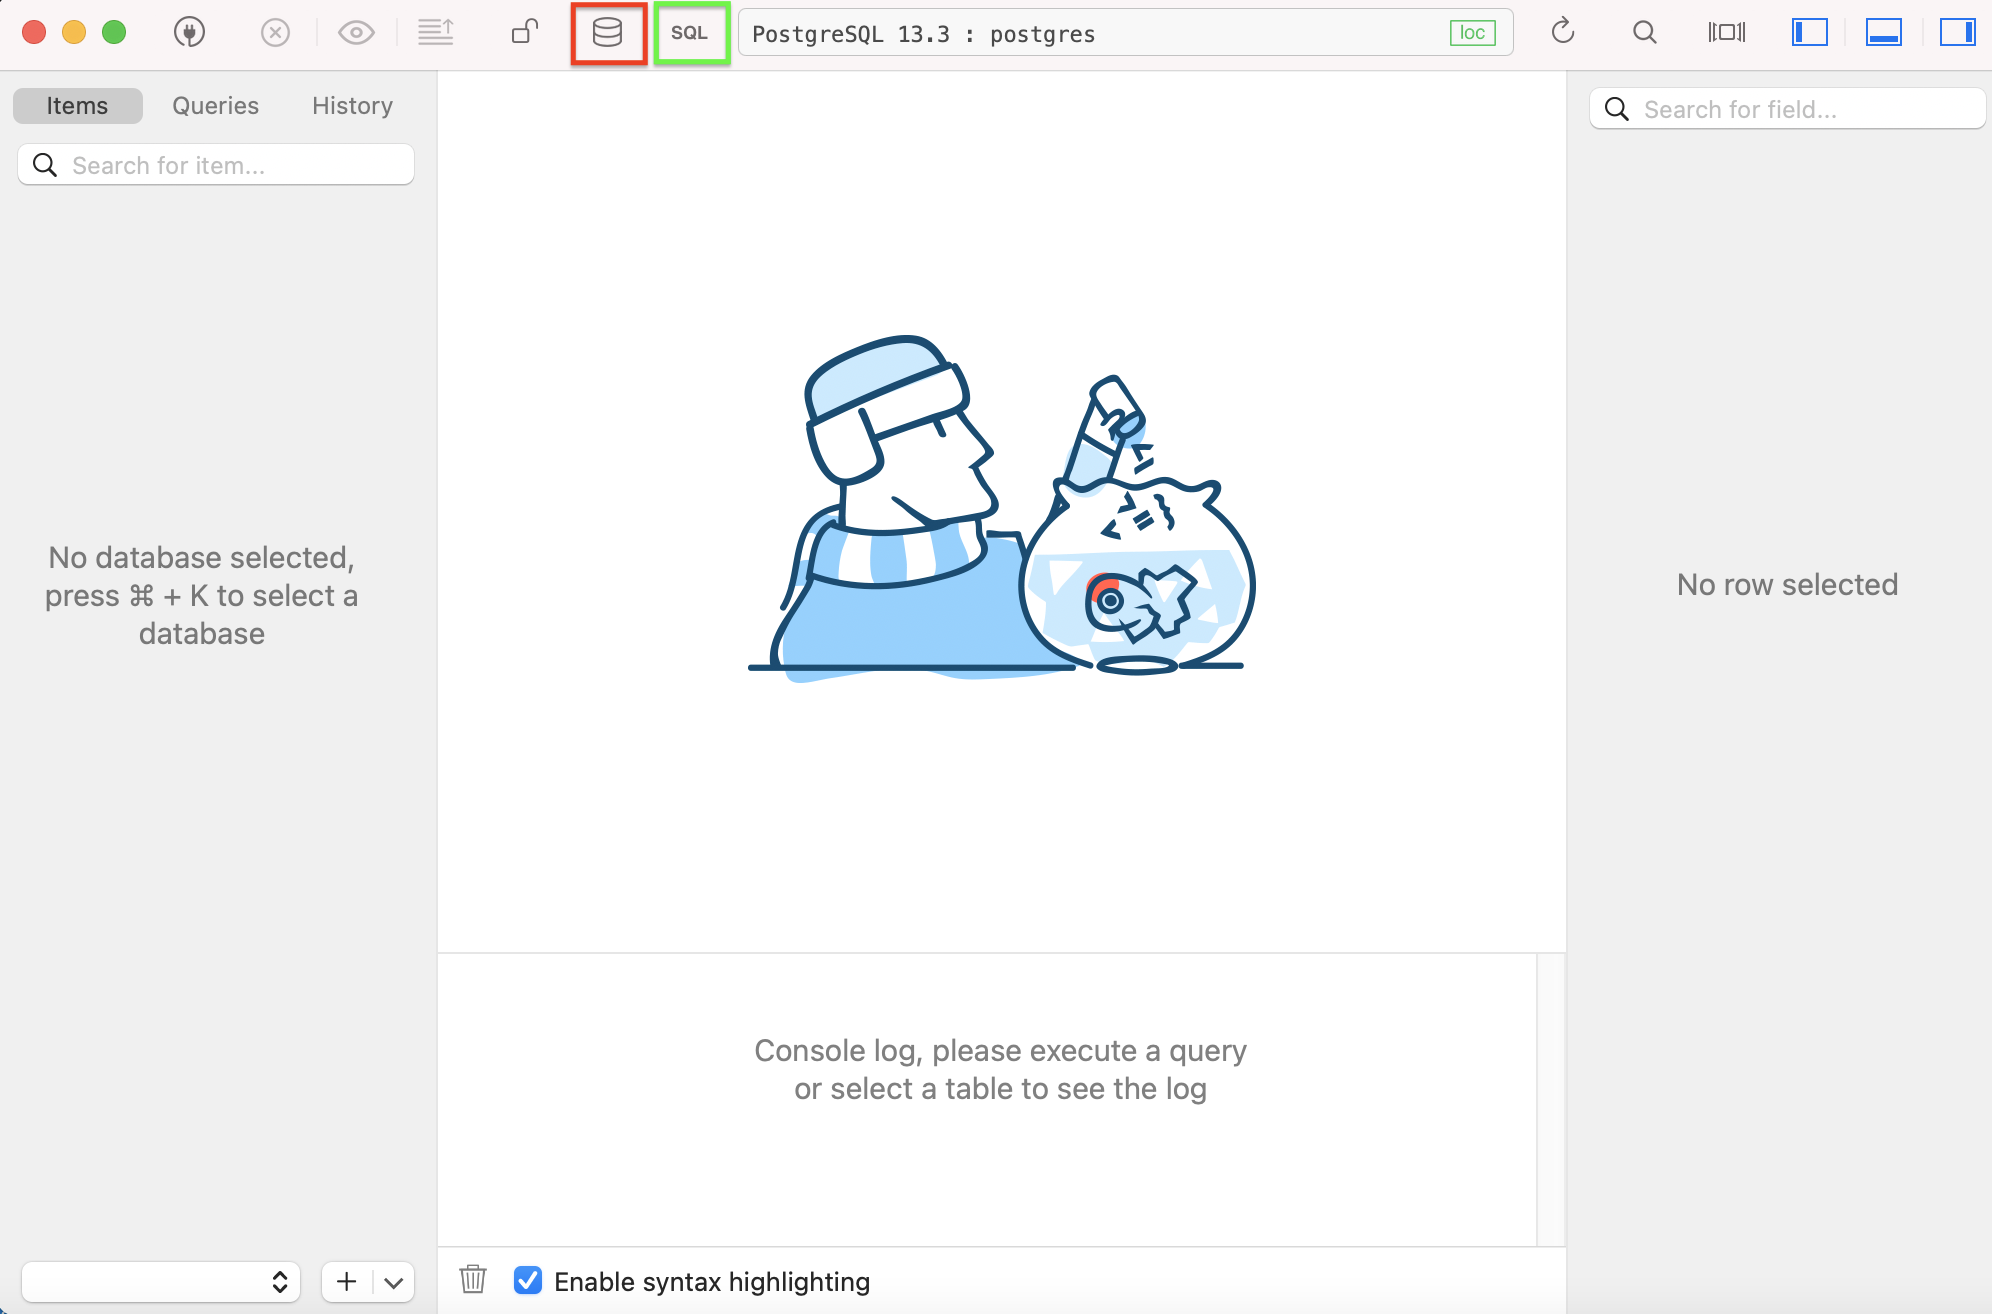 SQL
PostgreSQL 13.3 : postgres
loc
Items
Queries
History
Search for item...
Search for field...
No database selected,
press ⌘ + K to select a
database
No row selected
Console log, please execute a query
or select a table to see the log
Enable syntax highlighting